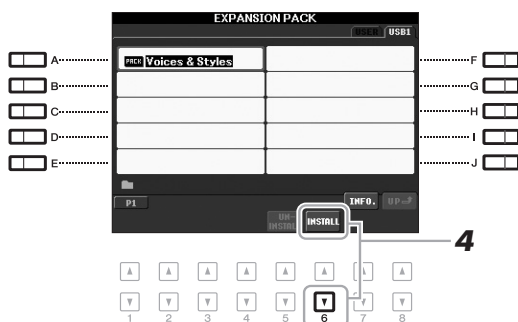 EXPANSION PACK
USER USB1
A
PACK Voices & Styles
F
B
G
C
H
D
I
E
J
P1
INFO. UP
UN-
INSTALL
INSTALL
4
1 2 3 4 5 6 7 8